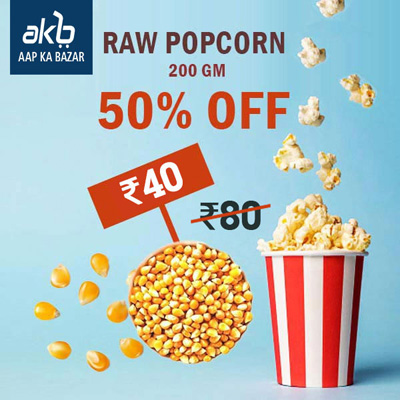 akb
AAP KA BAZAR
RAW POPCORN
200 GM
50% OFF
₹40
₹80